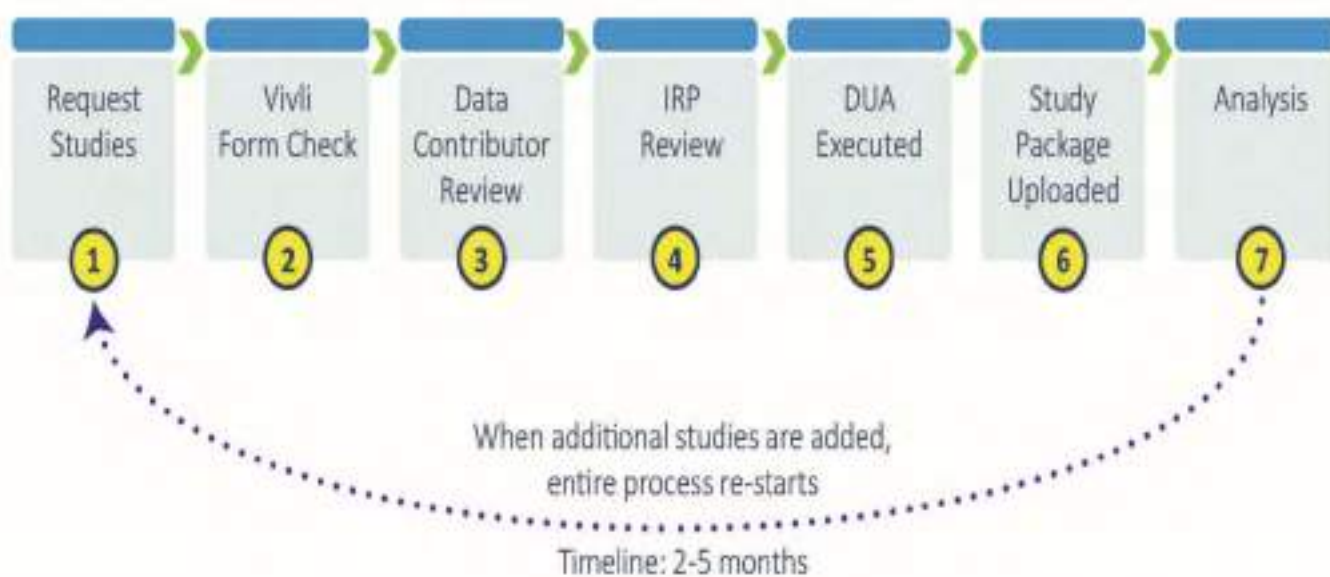 Request
Studies
1
Vivli
Form Check
2
Data
Contributor
Review
3
IRP
Review
4
DUA
Executed
5
Study
Package
Uploaded
6
Analysis
7
When additional studies are added,
entire process re-starts
Timeline: 2-5 months